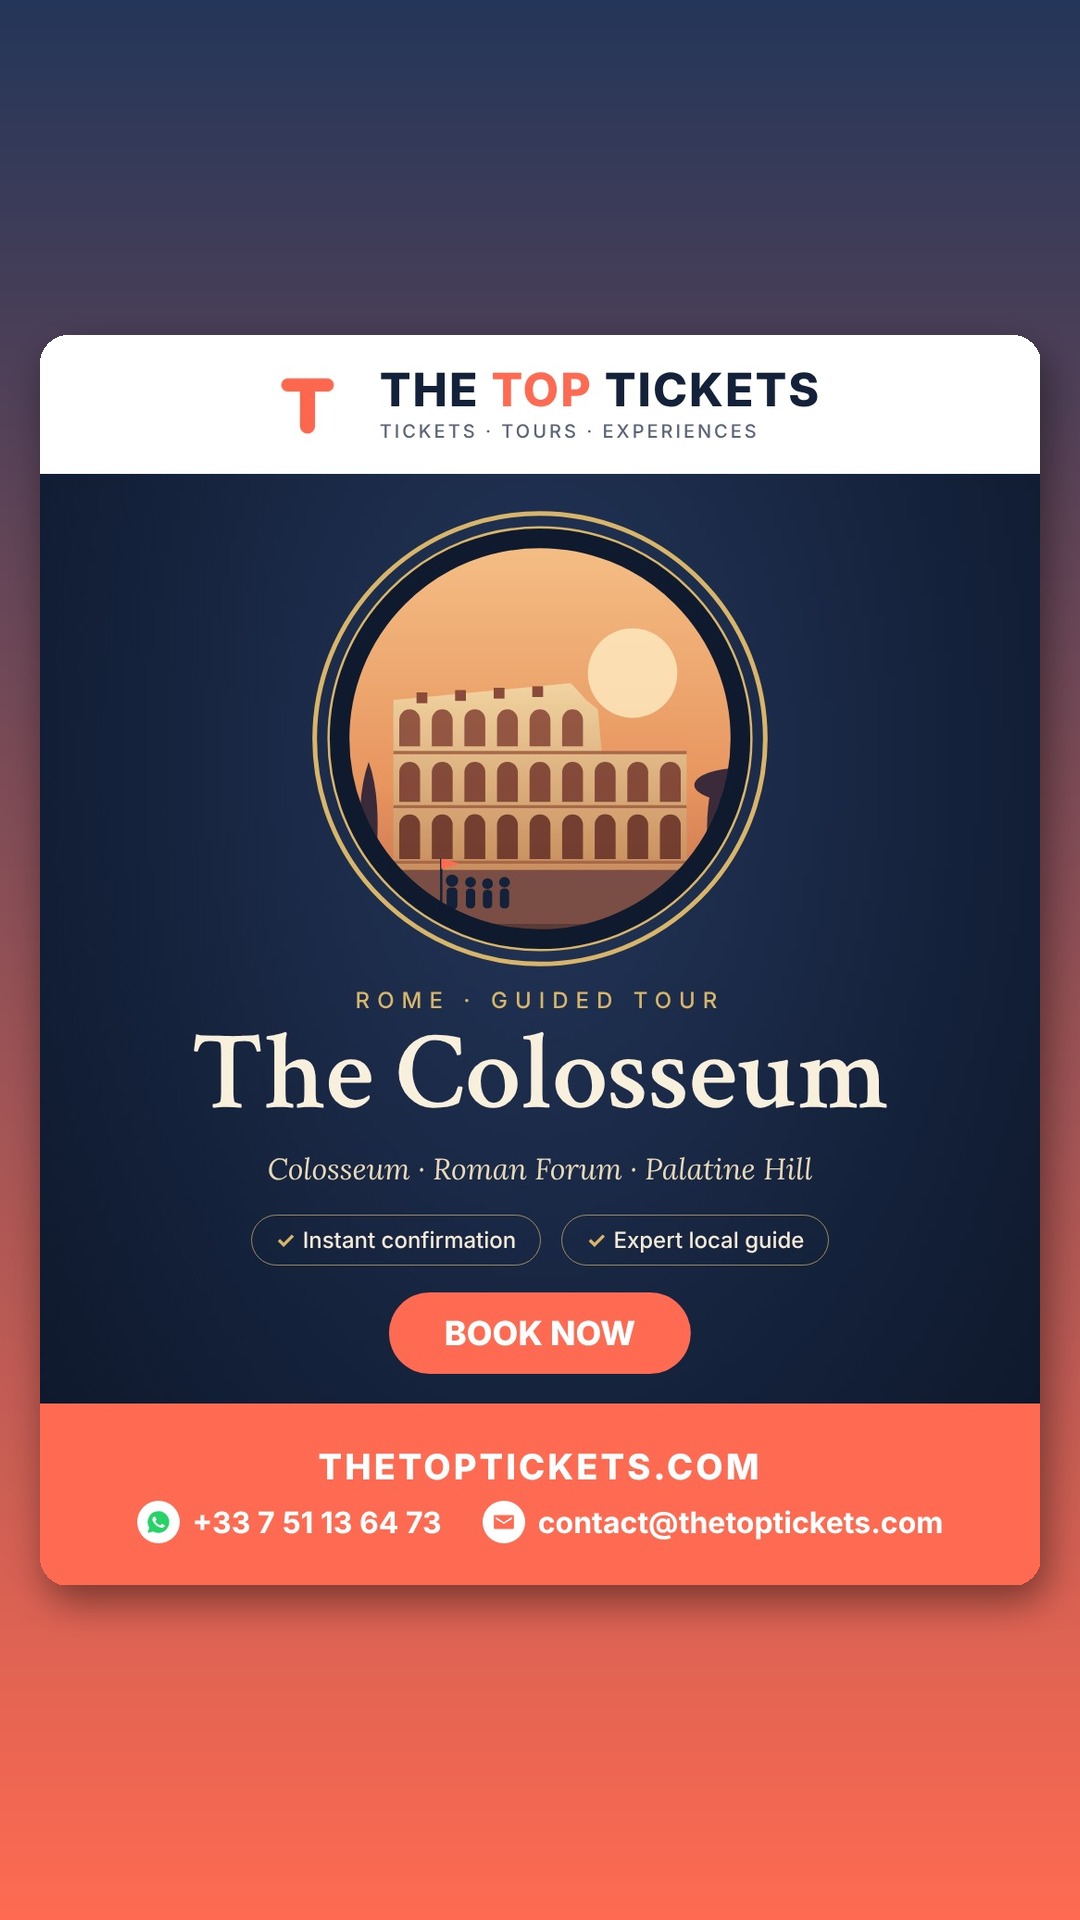 T
THE TOP TICKETS
TICKETS · TOURS · EXPERIENCES
ROME · GUIDED TOUR
The Colosseum
Colosseum · Roman Forum · Palatine Hill
✓ Instant confirmation
✓ Expert local guide
BOOK NOW
THETOPTICKETS.COM
+33 7 51 13 64 73
contact@thetoptickets.com